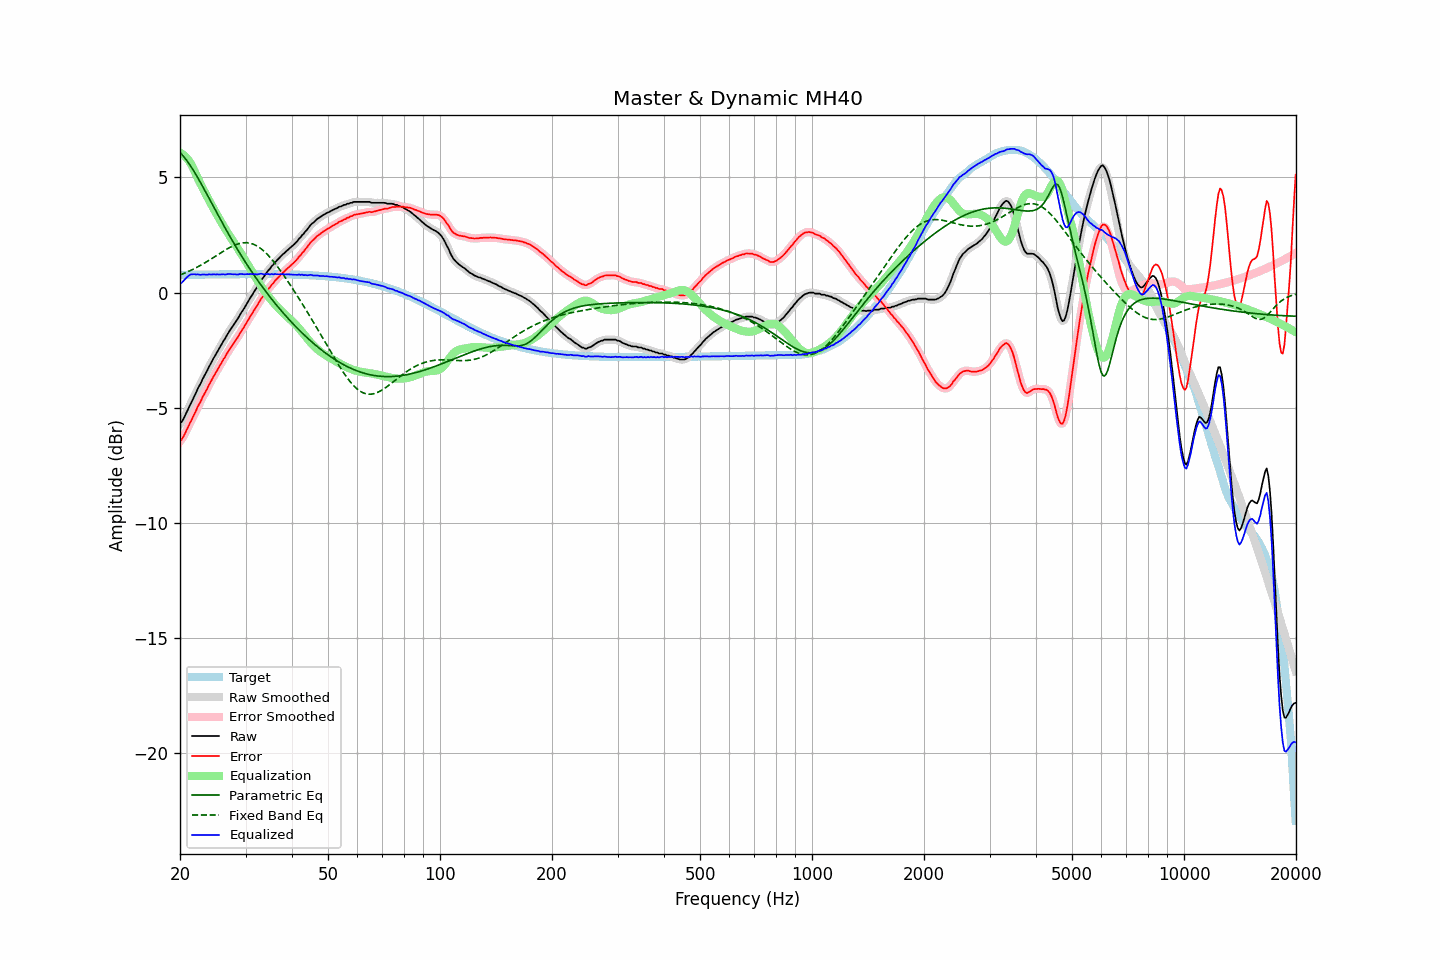 Master & Dynamic MH40
Amplitude (dBr)
5
0
−5
−10
−15
−20
Target
Raw Smoothed
Error Smoothed
Raw
Error
Equalization
Parametric Eq
Fixed Band Eq
Equalized
20 50 100 200 500 1000 2000 5000 10000 20000
Frequency (Hz)